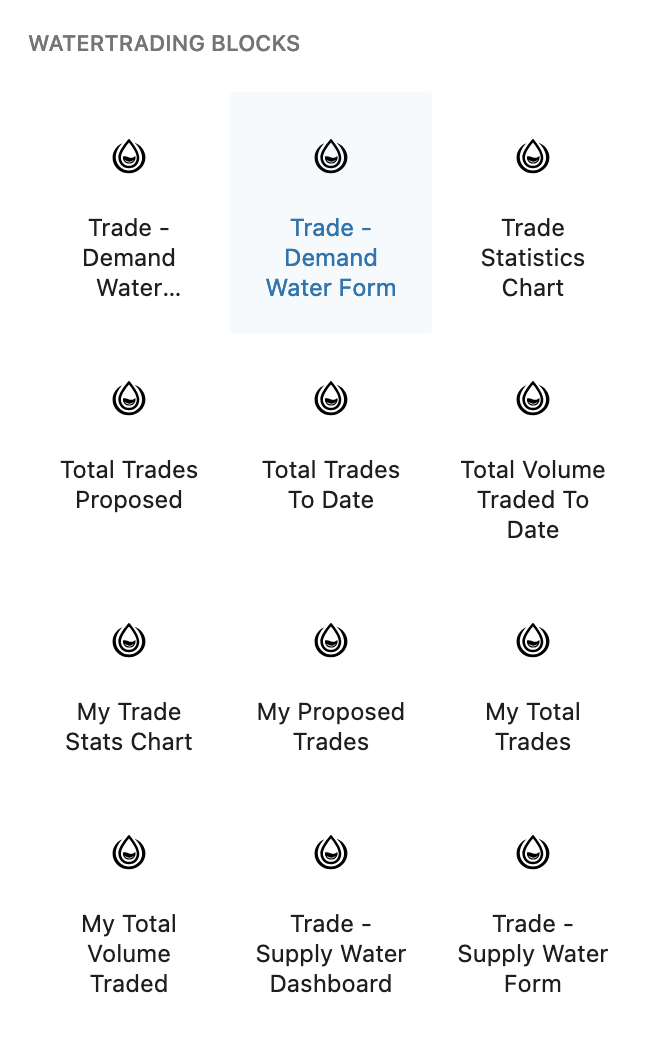 WATERTRADING BLOCKS
Trade -
Demand
Water...
Trade -
Demand
Water Form
Trade
Statistics
Chart
Total Trades
Proposed
Total Trades
To Date
Total Volume
Traded To
Date
My Trade
Stats Chart
My Proposed
Trades
My Total
Trades
My Total
Volume
Traded
Trade -
Supply Water
Dashboard
Trade -
Supply Water
Form